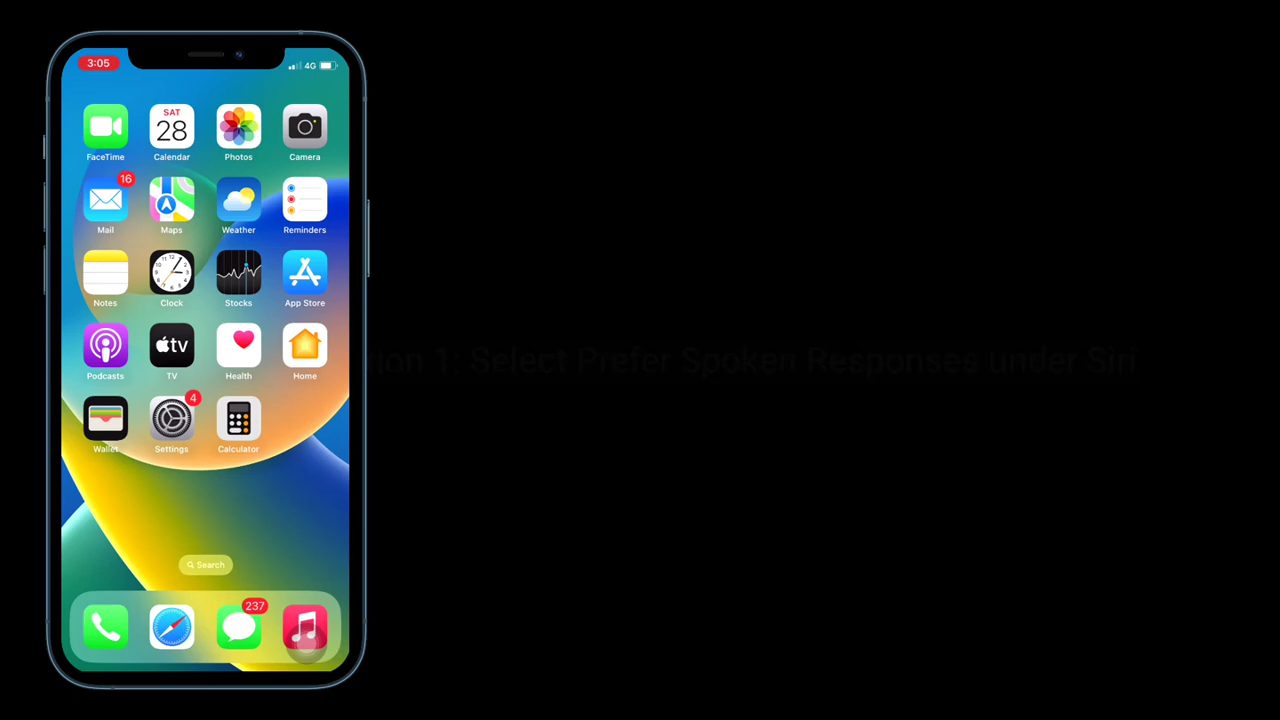 3:05
4G
SAT
28
FaceTime
Calendar
Photos
Camera
16
Mail
Maps
Weather
Reminders
Notes
Clock
Stocks
App Store
tv
Podcasts
TV
Health
Home
4
Wallet
Settings
Calculator
Search
237
1: Select Prefer Spoken Responses under Siri